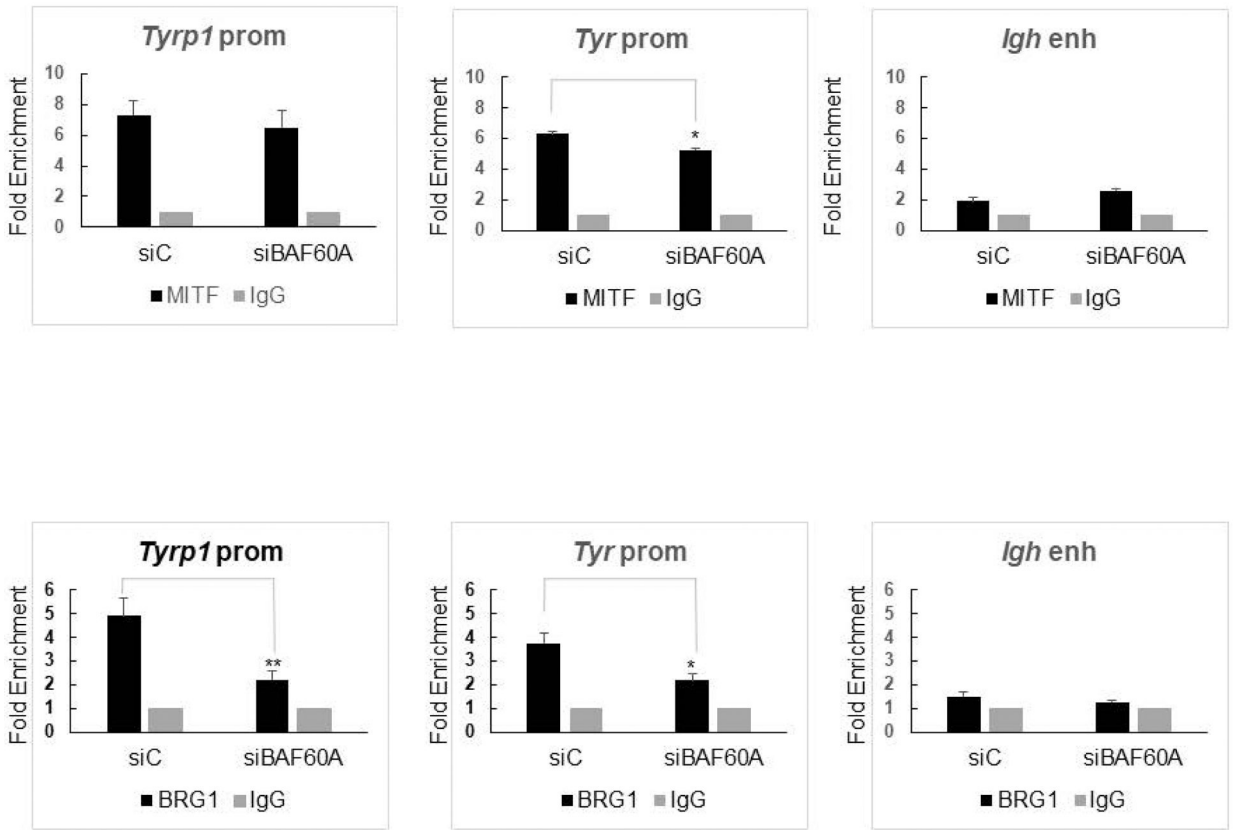 Tyrp1 prom
Fold Enrichment
10
8
6
4
2
0
siC siBAF60A
MITF IgG
Tyr prom
Fold Enrichment
10
8
6
4
2
0
*
siC siBAF60A
MITF IgG
Igh enh
Fold Enrichment
10
8
6
4
2
0
siC siBAF60A
MITF IgG
Tyrp1 prom
Fold Enrichment
6
5
4
3
2
1
0
**
siC siBAF60A
BRG1 IgG
Tyr prom
Fold Enrichment
6
5
4
3
2
1
0
*
siC siBAF60A
BRG1 IgG
Igh enh
Fold Enrichment
6
5
4
3
2
1
0
siC siBAF60A
BRG1 IgG